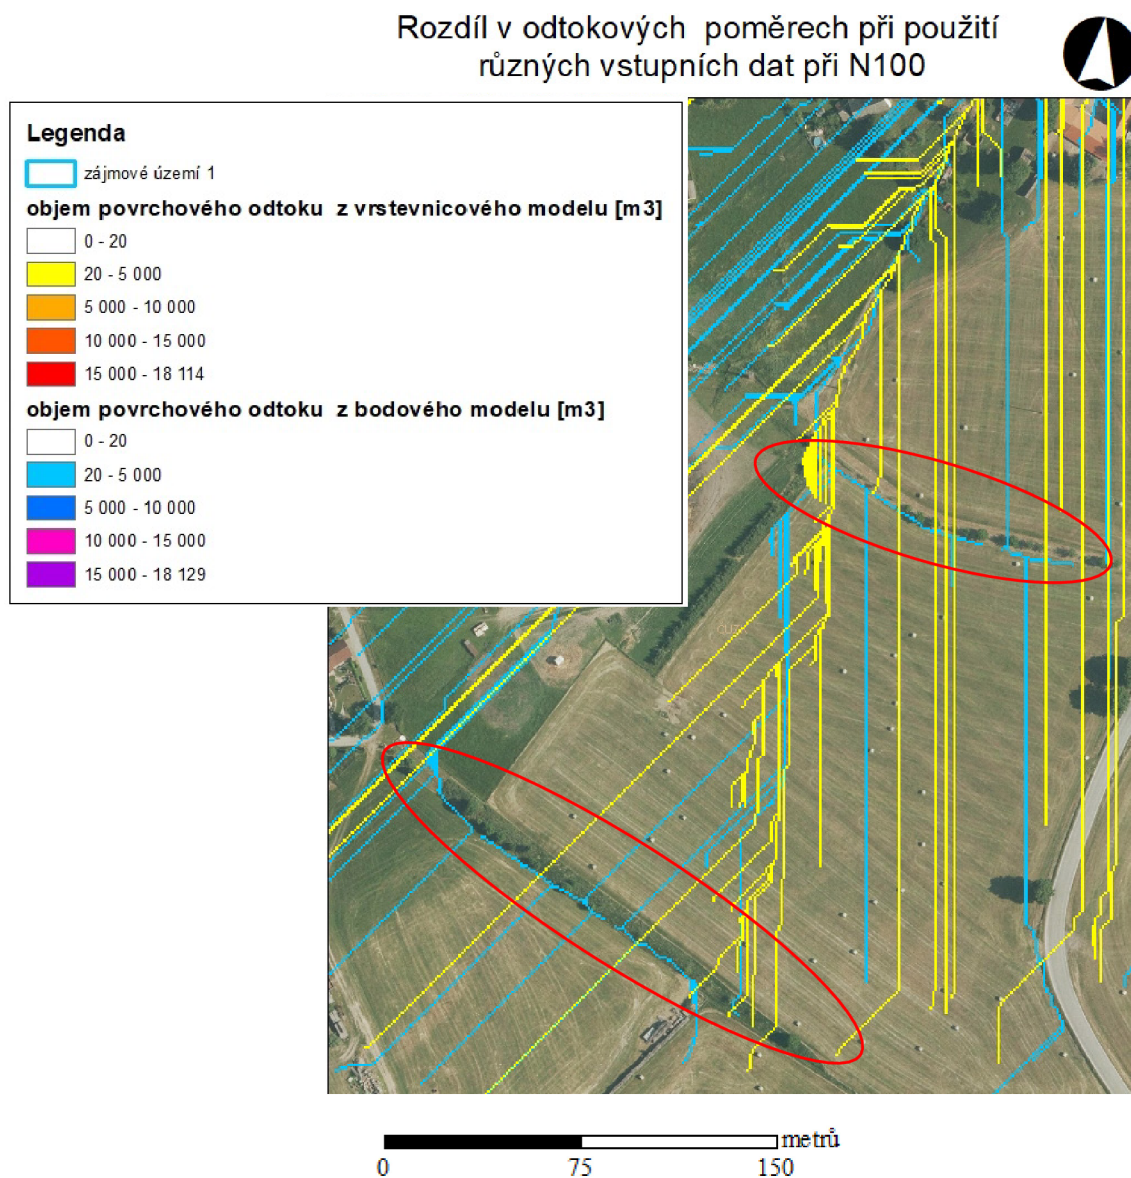 Rozdíl v odtokových poměrech při použití
různých vstupních dat při N100
Legenda
zájmové území 1
objem povrchového odtoku z vrstevnicového modelu [m3]
0 - 20
20 - 5 000
5 000 - 10 000
10 000 - 15 000
15 000 - 18 114
objem povrchového odtoku z bodového modelu [m3]
0 - 20
20 - 5 000
5 000 - 10 000
10 000 - 15 000
15 000 - 18 129
metrů
0 75 150